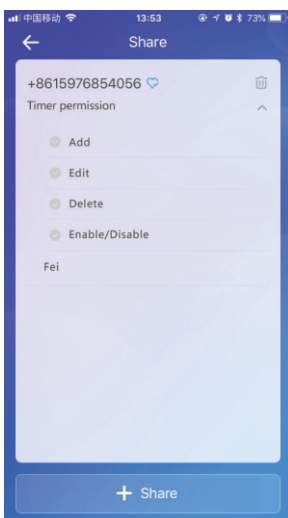 中国移动 13:53 73%
Share
+8615976854056
Timer permission
Add
Edit
Delete
Enable/Disable
Fei
+ Share